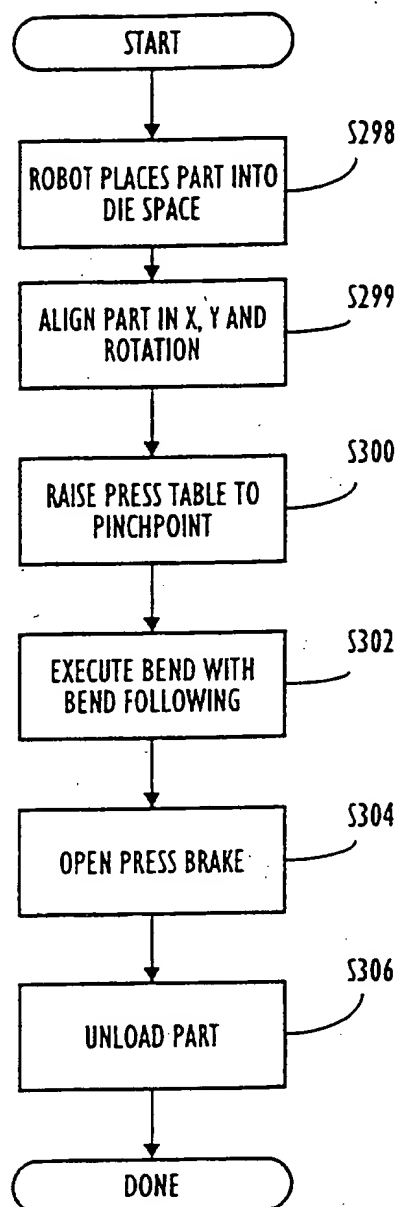 START
S298
ROBOT PLACES PART INTO
DIE SPACE
S299
ALIGN PART IN X, Y AND
ROTATION
S300
RAISE PRESS TABLE TO
PINCHPOINT
S302
EXECUTE BEND WITH
BEND FOLLOWING
S304
OPEN PRESS BRAKE
S306
UNLOAD PART
DONE